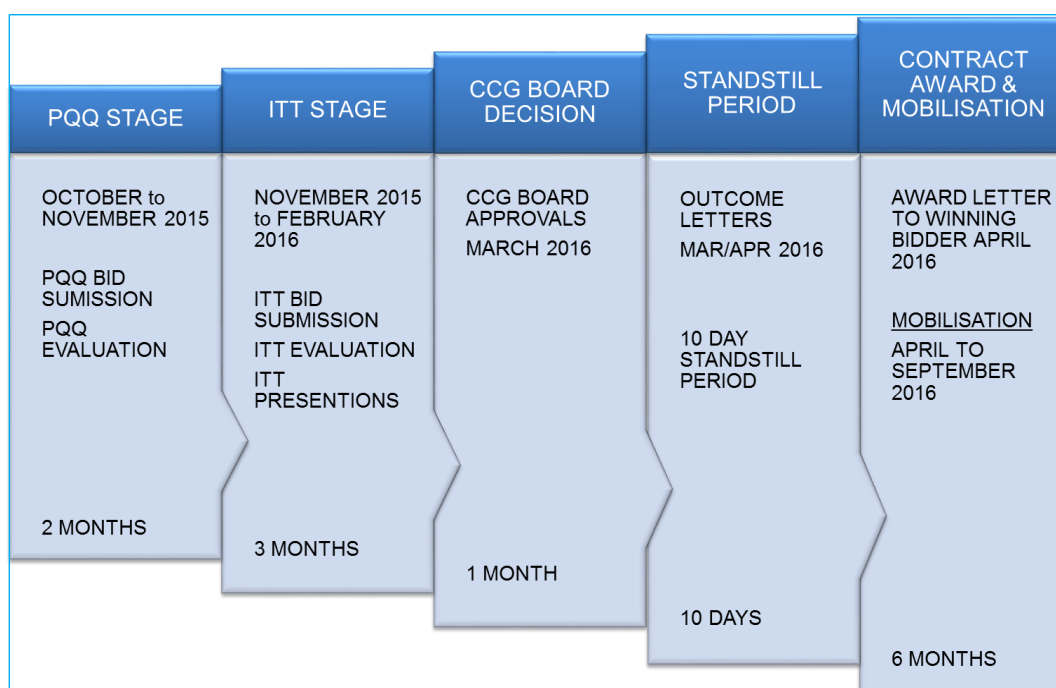 PQQ STAGE
OCTOBER to
NOVEMBER 2015
PQQ BID
SUMISSION
PQQ
EVALUATION
2 MONTHS
ITT STAGE
NOVEMBER 2015
to FEBRUARY
2016
ITT BID
SUBMISSION
ITT EVALUATION
ITT
PRESENTIONS
3 MONTHS
CCG BOARD
DECISION
CCG BOARD
APPROVALS
MARCH 2016
1 MONTH
STANDSTILL
PERIOD
OUTCOME
LETTERS
MAR/APR 2016
10 DAY
STANDSTILL
PERIOD
10 DAYS
CONTRACT
AWARD &
MOBILISATION
AWARD LETTER
TO WINNING
BIDDER APRIL
2016
MOBILISATION
APRIL TO
SEPTEMBER
2016
6 MONTHS